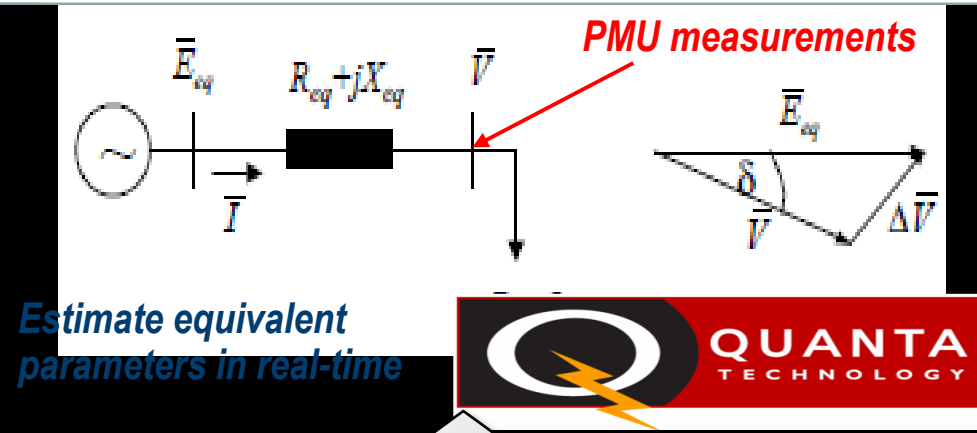 PMU measurements
E̅eq
Req+jXeq
V̅
I̅
E̅eq
δ
V̅
ΔV̅
Estimate equivalent
parameters in real-time
QUANTA
TECHNOLOGY